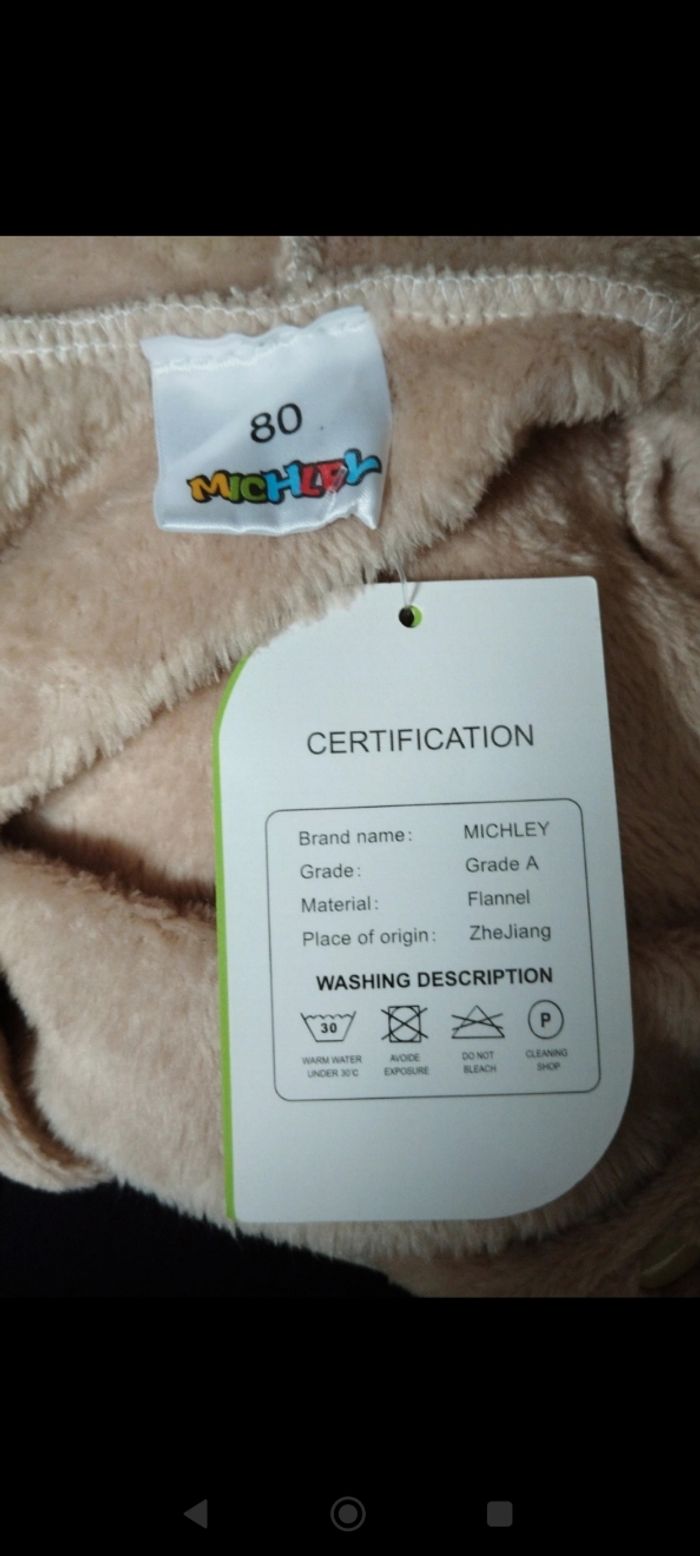 80
MICHLEY
CERTIFICATION
Brand name: MICHLEY
Grade: Grade A
Material: Flannel
Place of origin: ZheJiang
WASHING DESCRIPTION
30 P
WARM WATER AVOIDE DO NOT CLEANING
UNDER 30°C EXPOSURE BLEACH SHOP